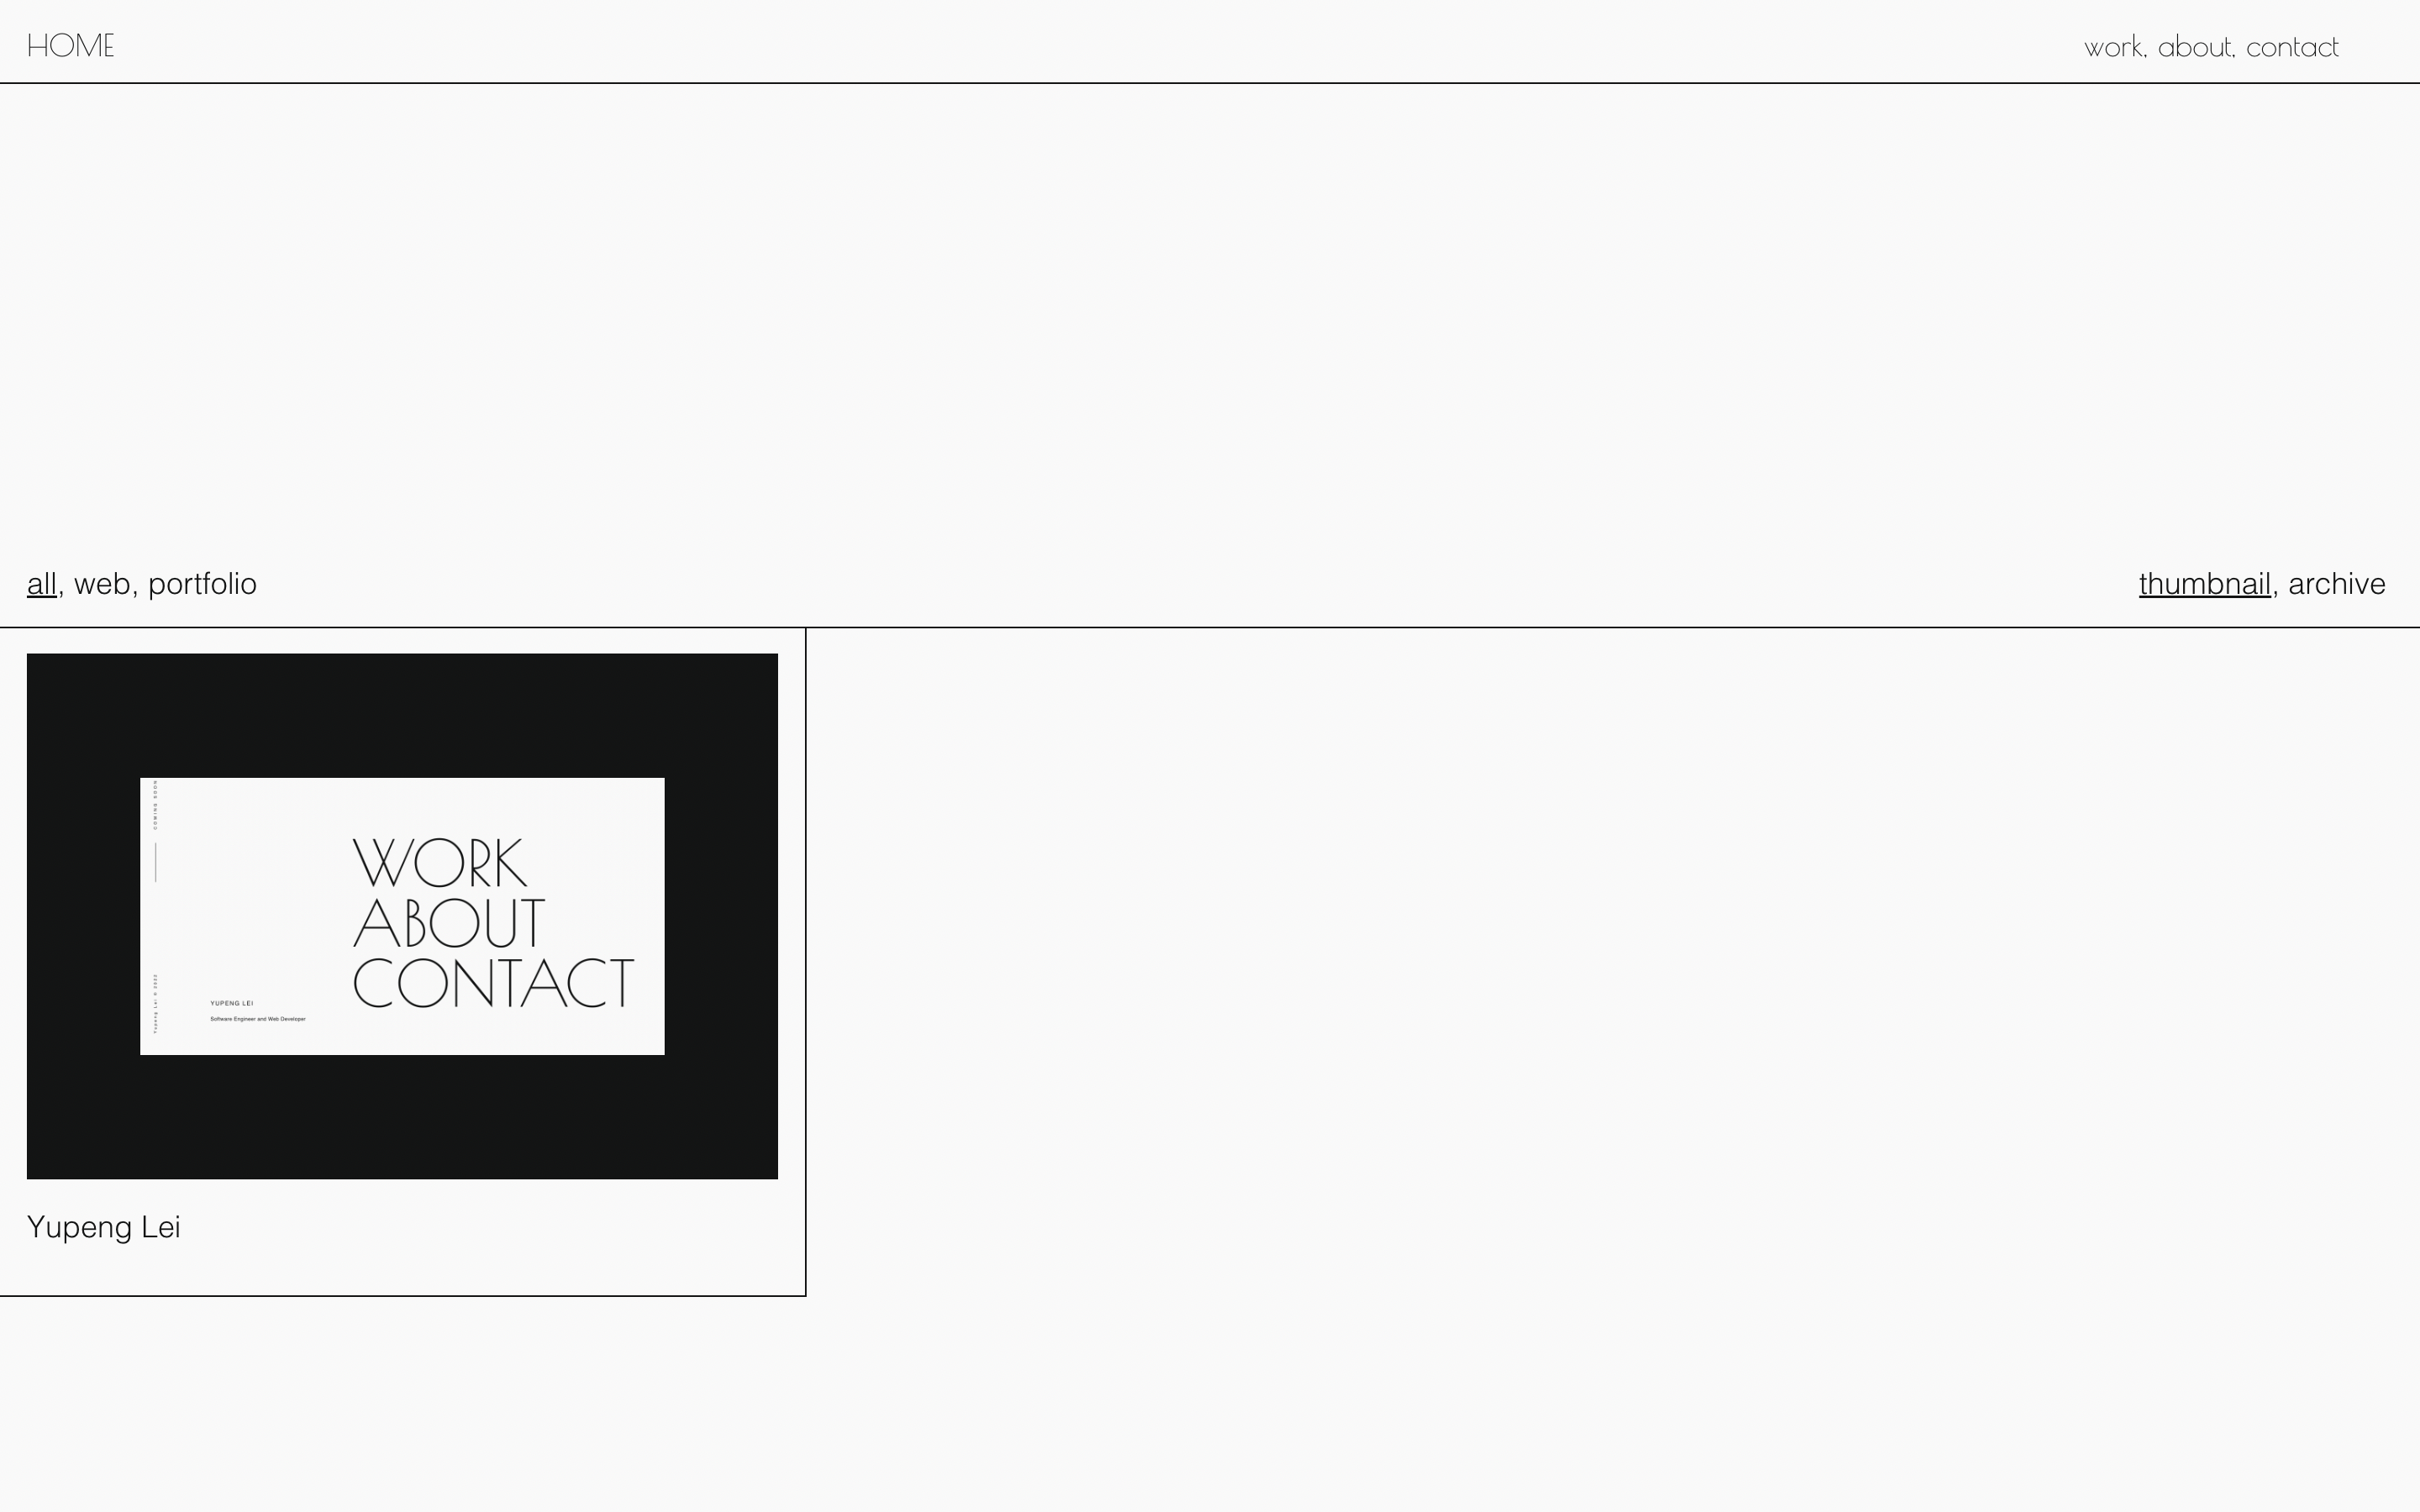 HOME
work, about, contact
all, web, portfolio
thumbnail, archive
COMING SOON
WORK
ABOUT
CONTACT
YUPENG LEI
Software Engineer and Web Developer
Yupeng Lei © 2022
Yupeng Lei